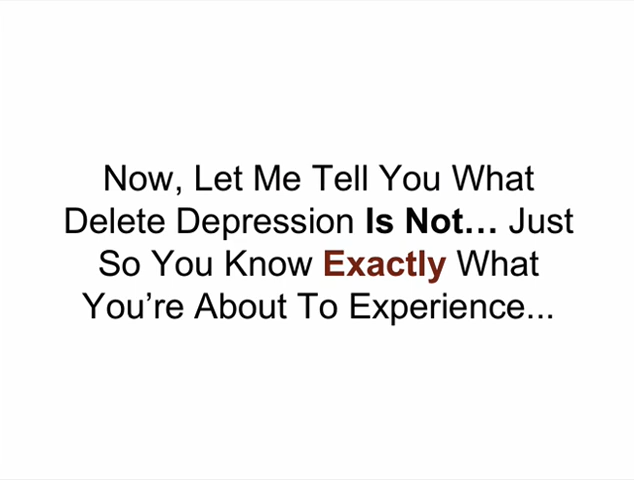 Now, Let Me Tell You What
Delete Depression Is Not... Just
So You Know Exactly What
You’re About To Experience...